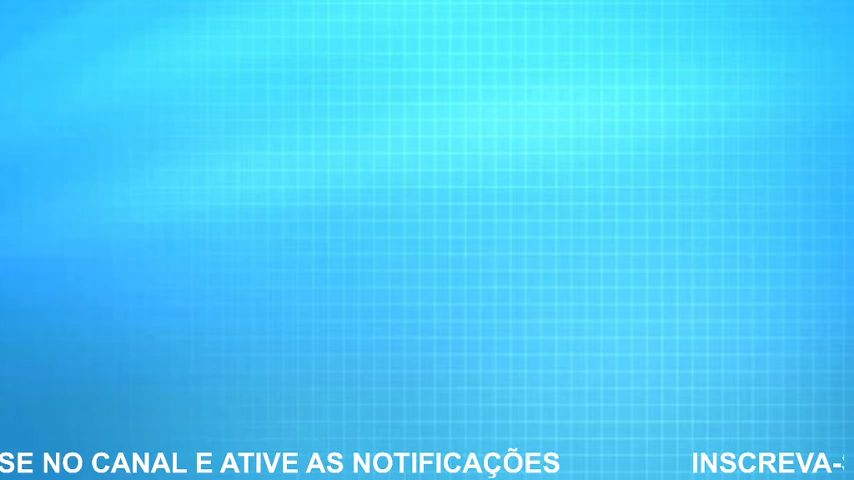 SE NO CANAL E ATIVE AS NOTIFICAÇÕES INSCREVA-